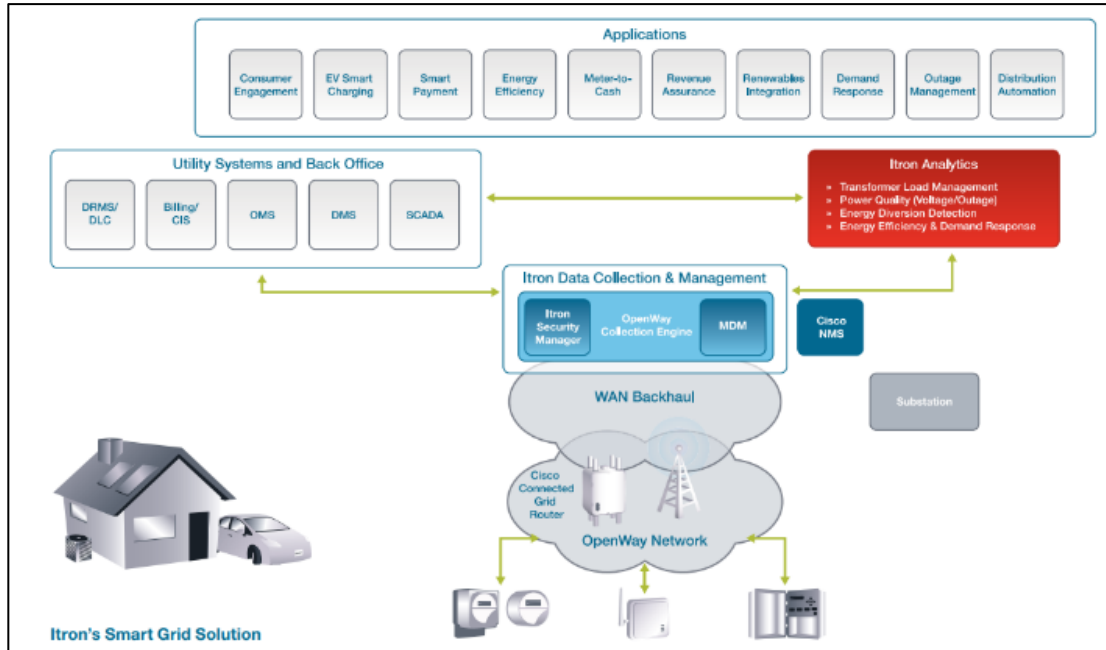 Applications
Consumer
Engagement
EV Smart
Charging
Smart
Payment
Energy
Efficiency
Meter-to-
Cash
Revenue
Assurance
Renewables
Integration
Demand
Response
Outage
Management
Distribution
Automation
Utility Systems and Back Office
DRMS/
DLC
Billing/
CIS
OMS
DMS
SCADA
Itron Analytics
» Transformer Load Management
» Power Quality (Voltage/Outage)
» Energy Diversion Detection
» Energy Efficiency & Demand Response
Itron Data Collection & Management
Itron
Security
Manager
OpenWay
Collection Engine
MDM
Cisco
NMS
WAN Backhaul
Substation
Cisco
Connected
Grid
Router
OpenWay Network
Itron's Smart Grid Solution